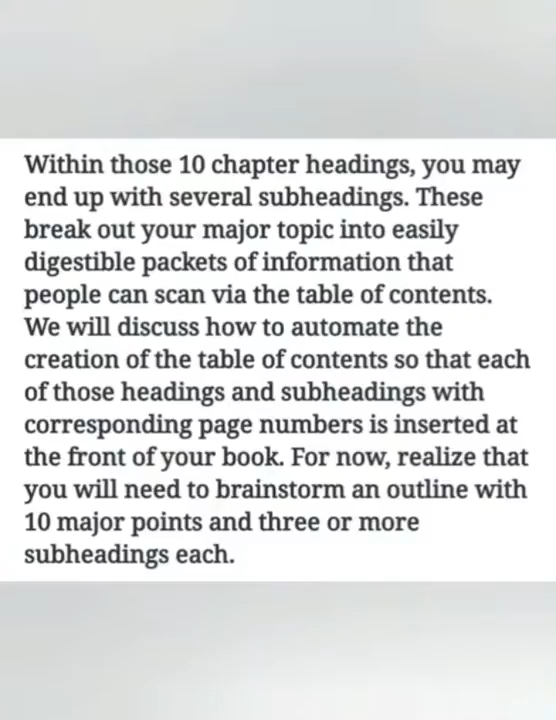 Within those 10 chapter headings, you may
end up with several subheadings. These
break out your major topic into easily
digestible packets of information that
people can scan via the table of contents.
We will discuss how to automate the
creation of the table of contents so that each
of those headings and subheadings with
corresponding page numbers is inserted at
the front of your book. For now, realize that
you will need to brainstorm an outline with
10 major points and three or more
subheadings each.